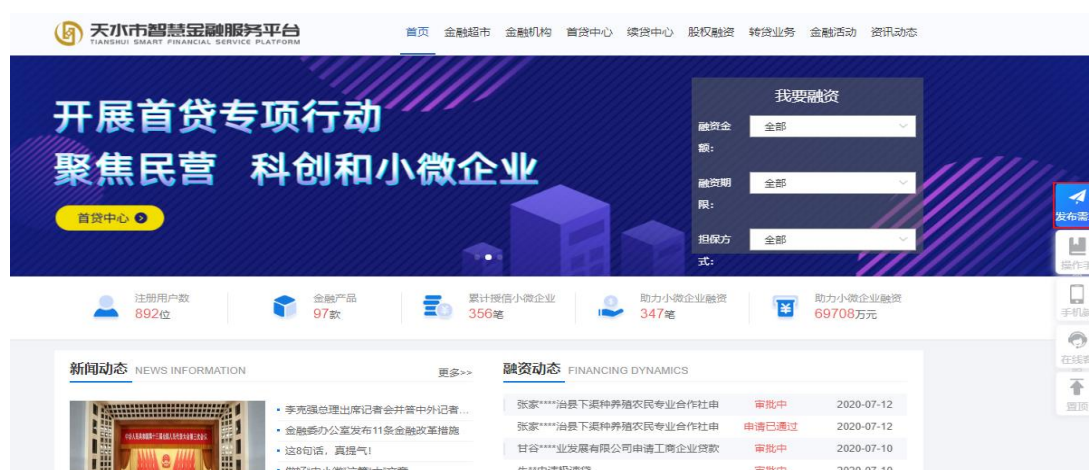 天水市智慧金融服务平台
TIANSHUI SMART FINANCIAL SERVICE PLATFORM
首页 金融超市 金融机构 首贷中心 续贷中心 股权融资 转贷业务 金融活动 资讯动态
开展首贷专项行动
聚焦民营 科创和小微企业
首贷中心
我要融资
融资金额: 全部
融资期限: 全部
担保方式: 全部
发布需
操作手
手机融
在线客
置顶
注册用户数
892位
金融产品
97款
累计授信小微企业
356笔
助力小微企业融资
347笔
助力小微企业融资
69708万元
新闻动态 NEWS INFORMATION 更多>>
李克强总理出席记者会并答中外记者...
金融委办公室发布11条金融改革措施
这8句话，真提气！
融资动态 FINANCING DYNAMICS
张家****治县下渠种养殖农民专业合作社申 审批中 2020-07-12
张家****治县下渠种养殖农民专业合作社申 申请已通过 2020-07-12
甘谷****业发展有限公司申请工商企业贷款 审批中 2020-07-10